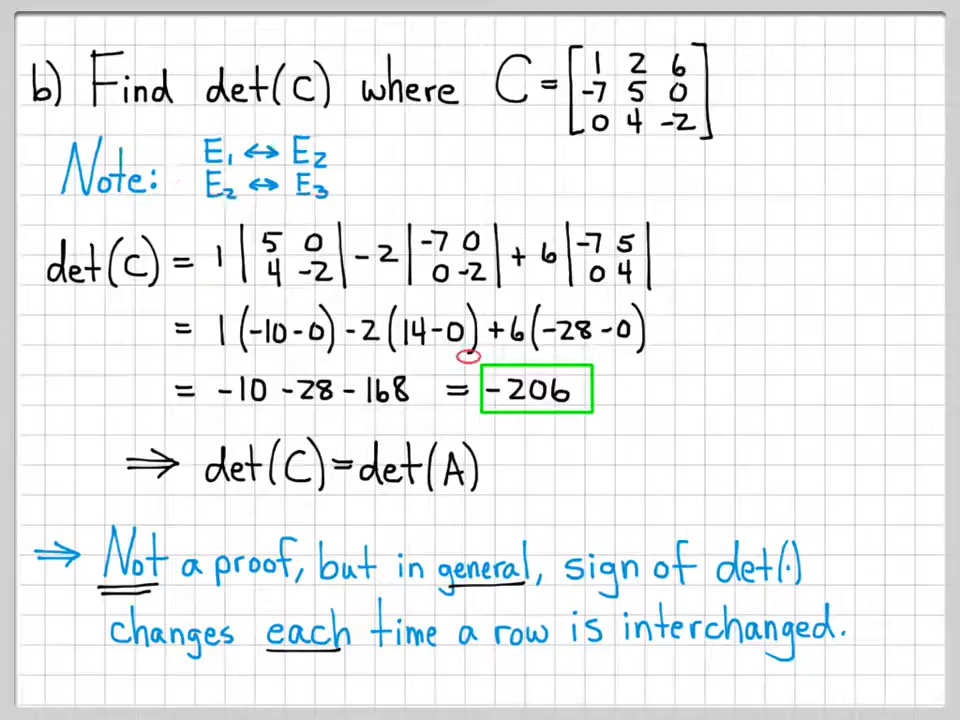 b) Find det(C) where C = [1 2 6
-7 5 0
0 4 -2]
Note: E₁ ↔ E₂
E₂ ↔ E₃
det(C) = 1 |5 0; 4 -2| - 2 |-7 0; 0 -2| + 6 |-7 5; 0 4|
= 1(-10-0) -2(14-0) +6(-28-0)
= -10 -28 -168 = -206
⇒ det(C)=det(A)
⇒ Not a proof, but in general, sign of det(·)
changes each time a row is interchanged.